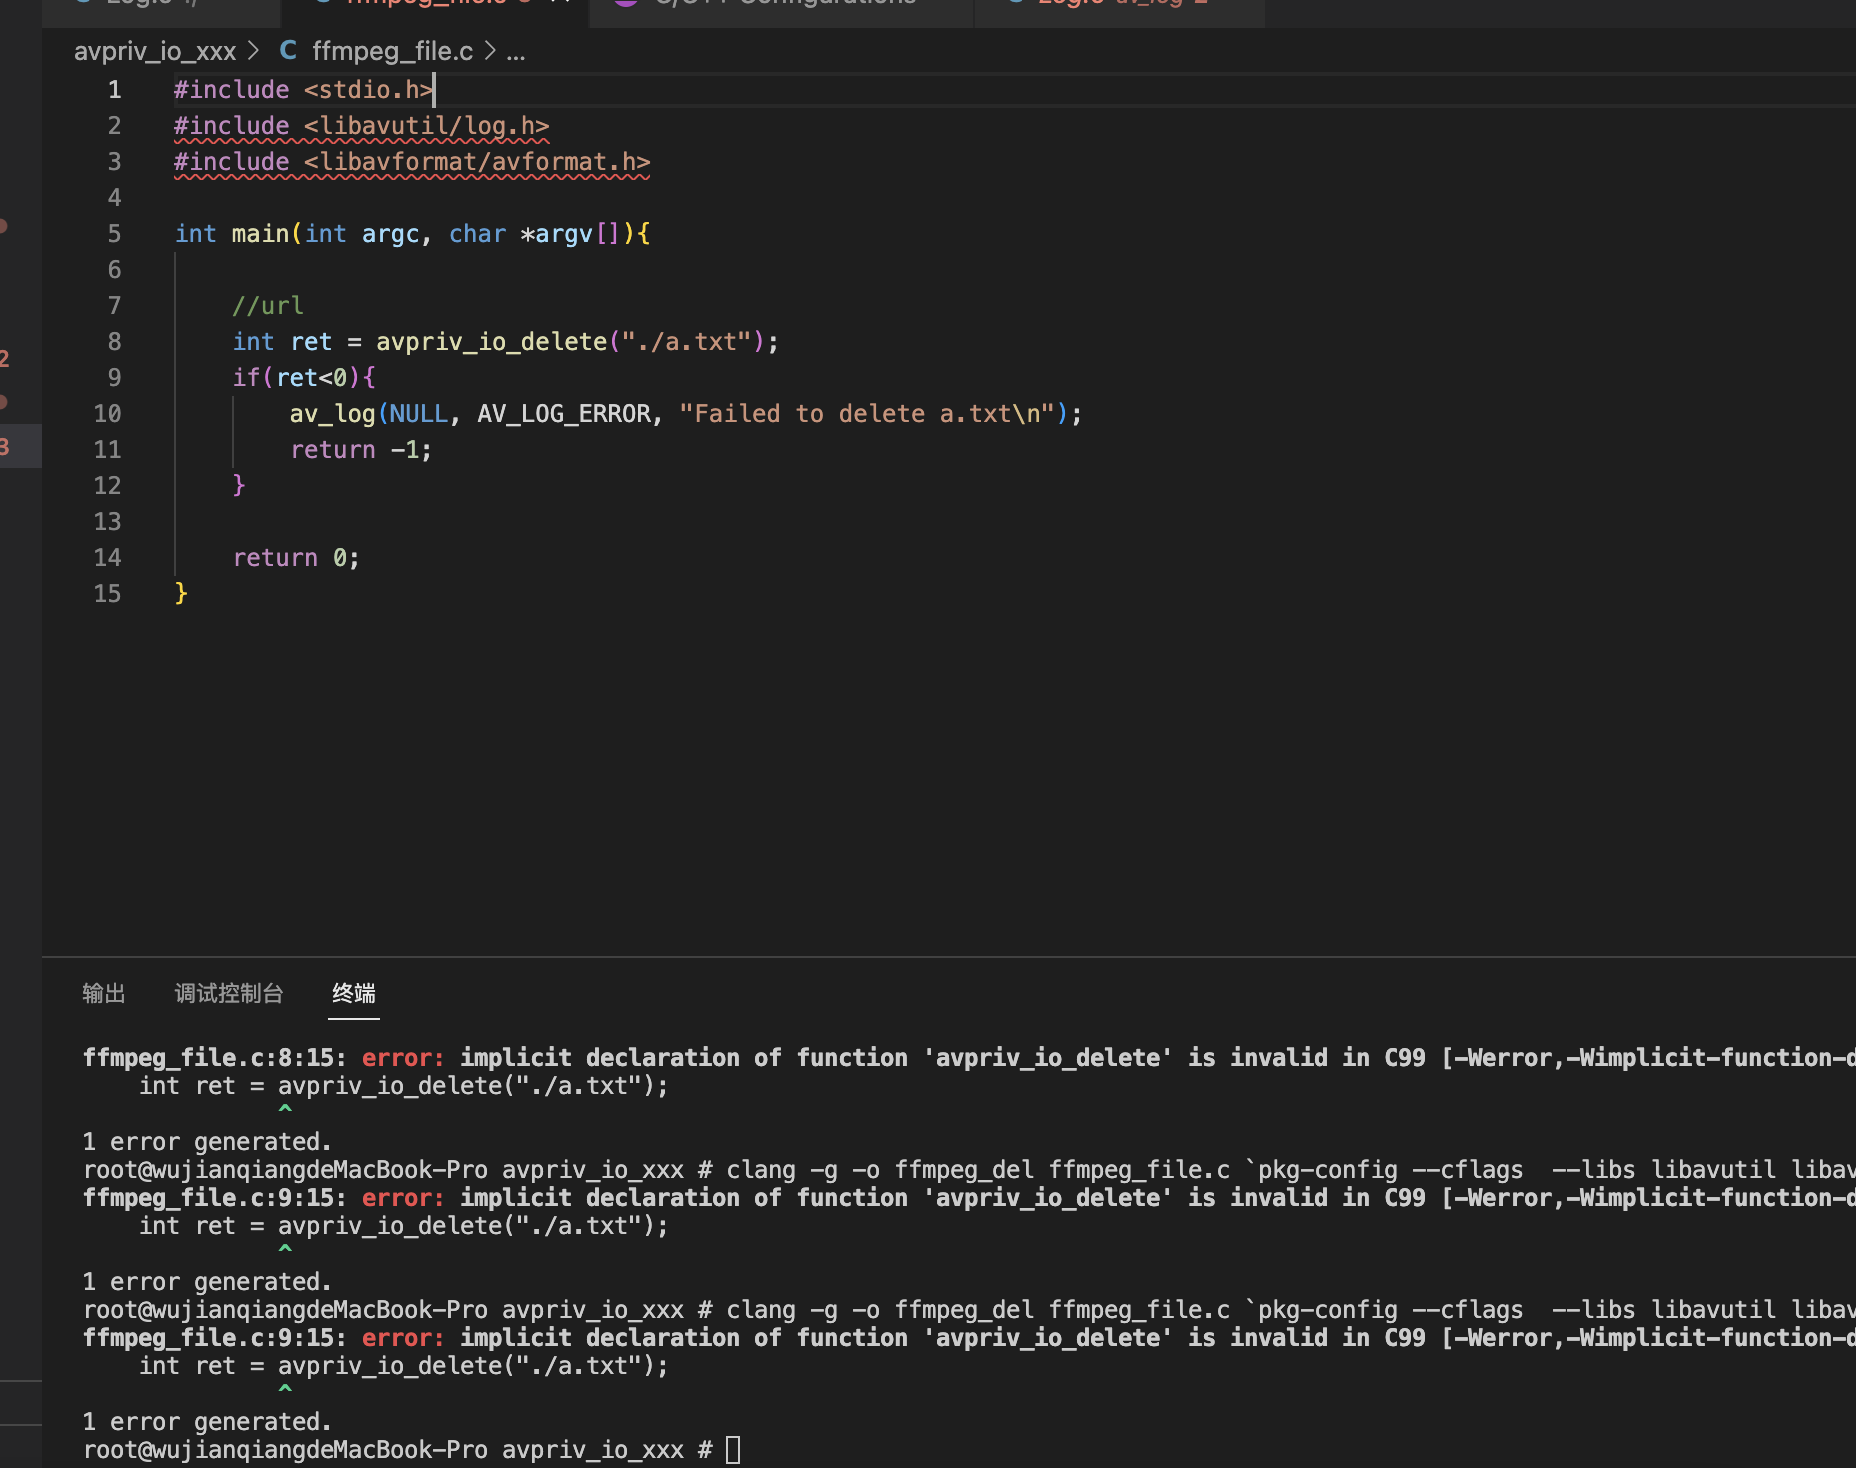 avpriv_io_xxx > C ffmpeg_file.c > ...
1 #include <stdio.h>
2 #include <libavutil/log.h>
3 #include <libavformat/avformat.h>
4
5 int main(int argc, char *argv[]){
6
7 //url
8 int ret = avpriv_io_delete("./a.txt");
9 if(ret<0){
10 av_log(NULL, AV_LOG_ERROR, "Failed to delete a.txt\n");
11 return -1;
12 }
13
14 return 0;
15 }
2
3
输出 调试控制台 终端
ffmpeg_file.c:8:15: error: implicit declaration of function 'avpriv_io_delete' is invalid in C99 [-Werror,-Wimplicit-function-d
int ret = avpriv_io_delete("./a.txt");
^
1 error generated.
root@wujianqiangdeMacBook-Pro avpriv_io_xxx # clang -g -o ffmpeg_del ffmpeg_file.c `pkg-config --cflags  --libs libavutil libav
ffmpeg_file.c:9:15: error: implicit declaration of function 'avpriv_io_delete' is invalid in C99 [-Werror,-Wimplicit-function-d
int ret = avpriv_io_delete("./a.txt");
^
1 error generated.
root@wujianqiangdeMacBook-Pro avpriv_io_xxx # clang -g -o ffmpeg_del ffmpeg_file.c `pkg-config --cflags  --libs libavutil libav
ffmpeg_file.c:9:15: error: implicit declaration of function 'avpriv_io_delete' is invalid in C99 [-Werror,-Wimplicit-function-d
int ret = avpriv_io_delete("./a.txt");
^
1 error generated.
root@wujianqiangdeMacBook-Pro avpriv_io_xxx #